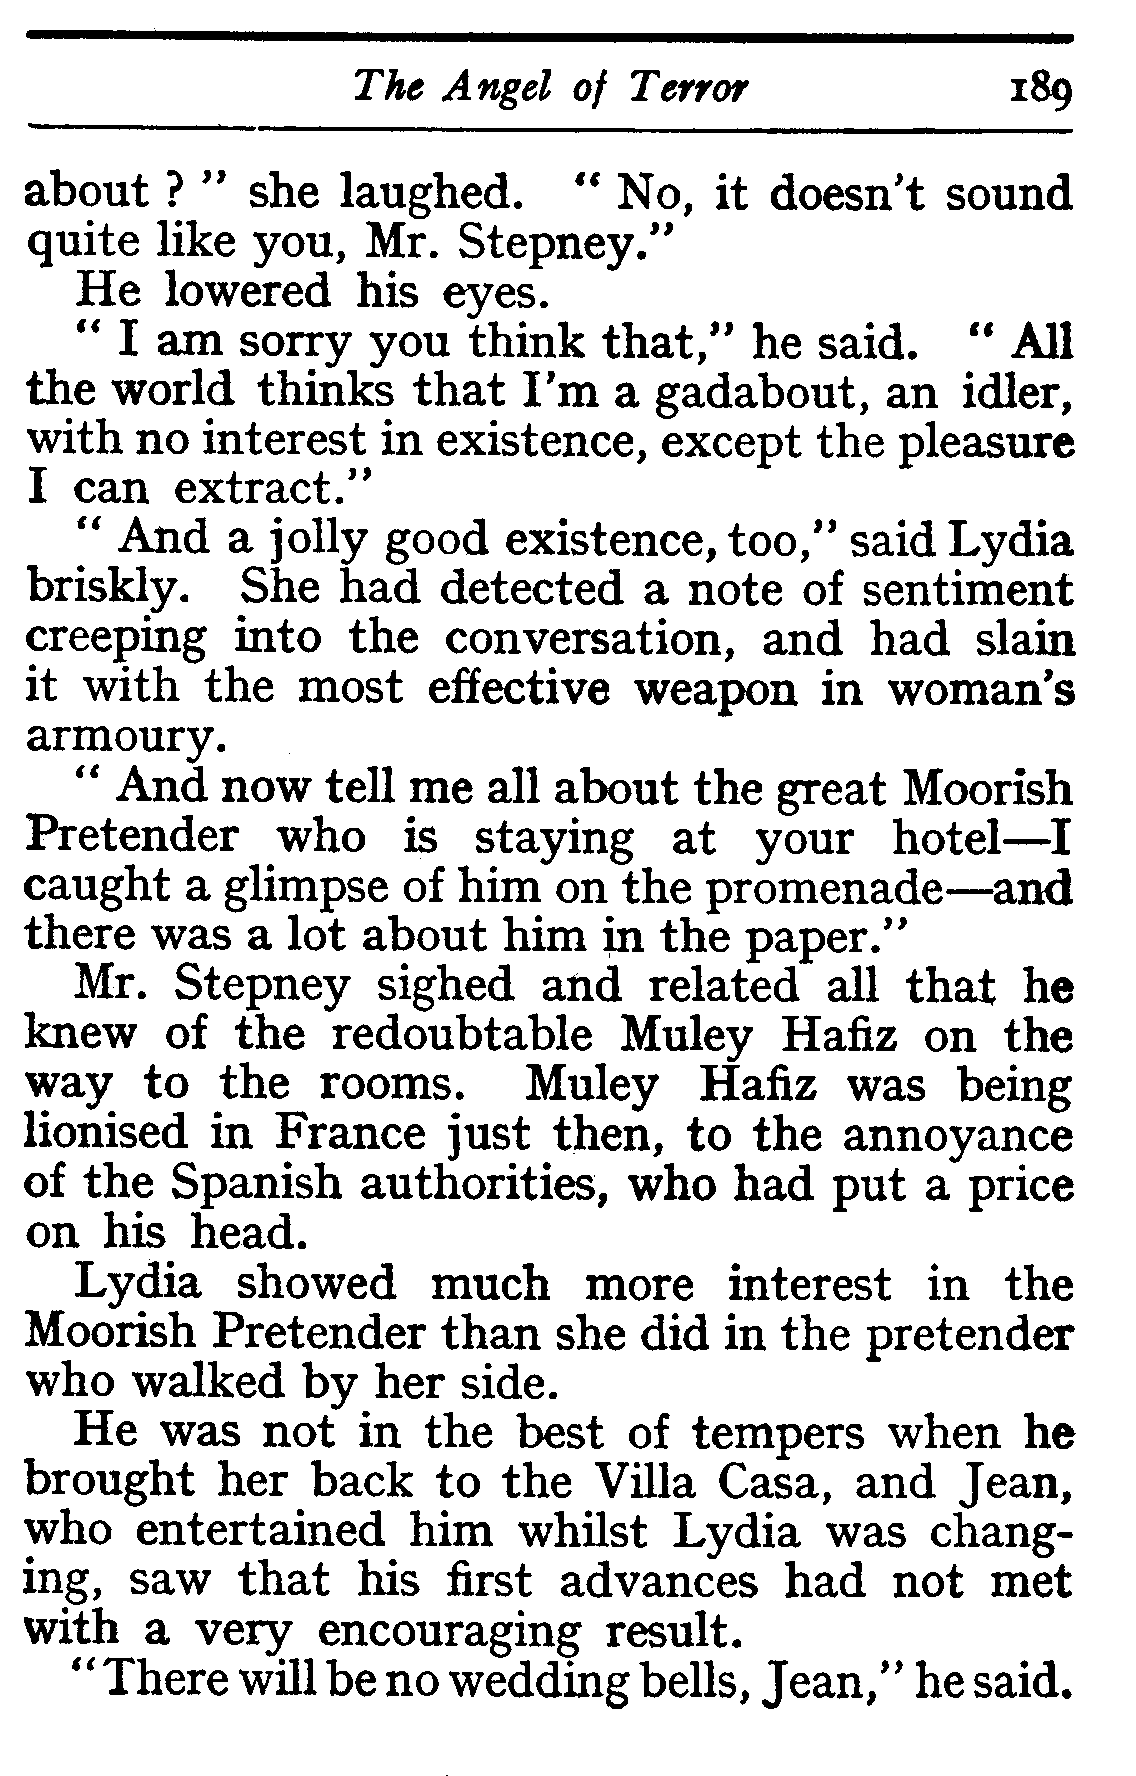 The Angel of Terror 189
about ? " she laughed. " No, it doesn't sound
quite like you, Mr. Stepney."
He lowered his eyes.
" I am sorry you think that," he said. " All
the world thinks that I'm a gadabout, an idler,
with no interest in existence, except the pleasure
I can extract."
" And a jolly good existence, too," said Lydia
briskly. She had detected a note of sentiment
creeping into the conversation, and had slain
it with the most effective weapon in woman's
armoury.
" And now tell me all about the great Moorish
Pretender who is staying at your hotel—I
caught a glimpse of him on the promenade—and
there was a lot about him in the paper."
Mr. Stepney sighed and related all that he
knew of the redoubtable Muley Hafiz on the
way to the rooms. Muley Hafiz was being
lionised in France just then, to the annoyance
of the Spanish authorities, who had put a price
on his head.
Lydia showed much more interest in the
Moorish Pretender than she did in the pretender
who walked by her side.
He was not in the best of tempers when he
brought her back to the Villa Casa, and Jean,
who entertained him whilst Lydia was chang-
ing, saw that his first advances had not met
with a very encouraging result.
" There will be no wedding bells, Jean," he said.